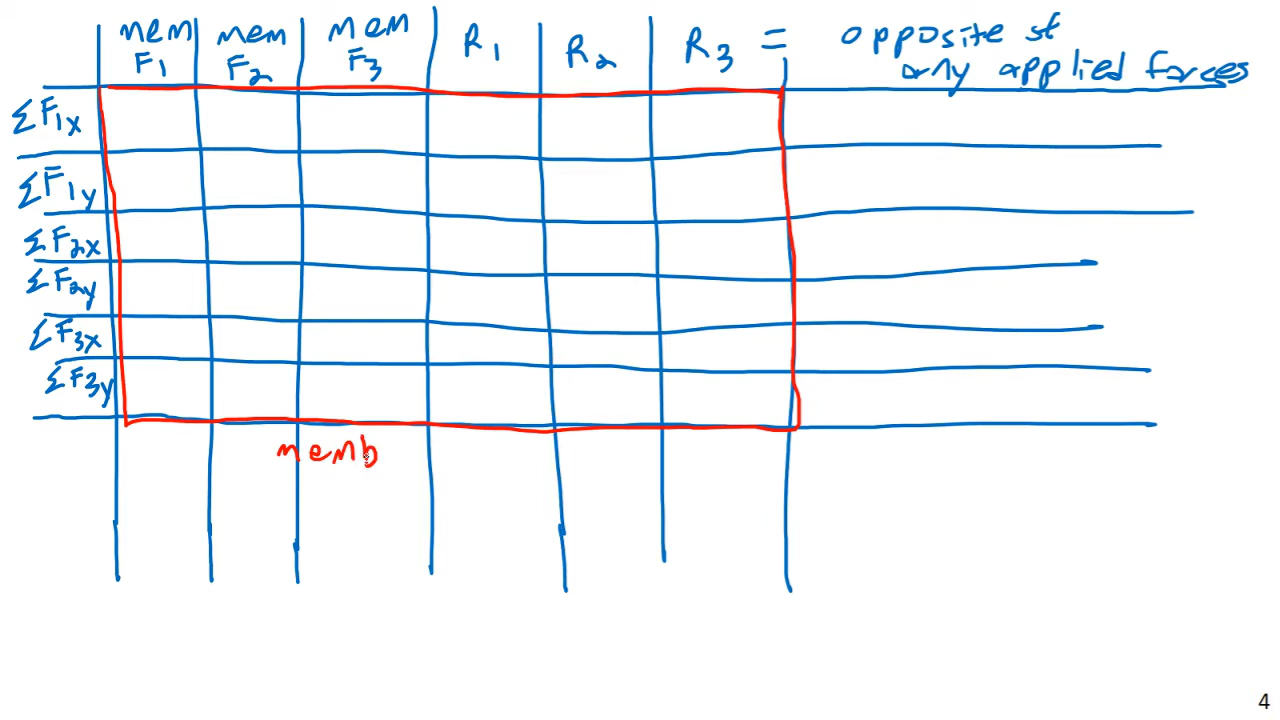 mem mem mem R1 R2 R3 = opposite of
F1 F2 F3 any applied forces
ΣF1x
ΣF1y
ΣF2x
ΣF2y
ΣF3x
ΣF3y
memb
4